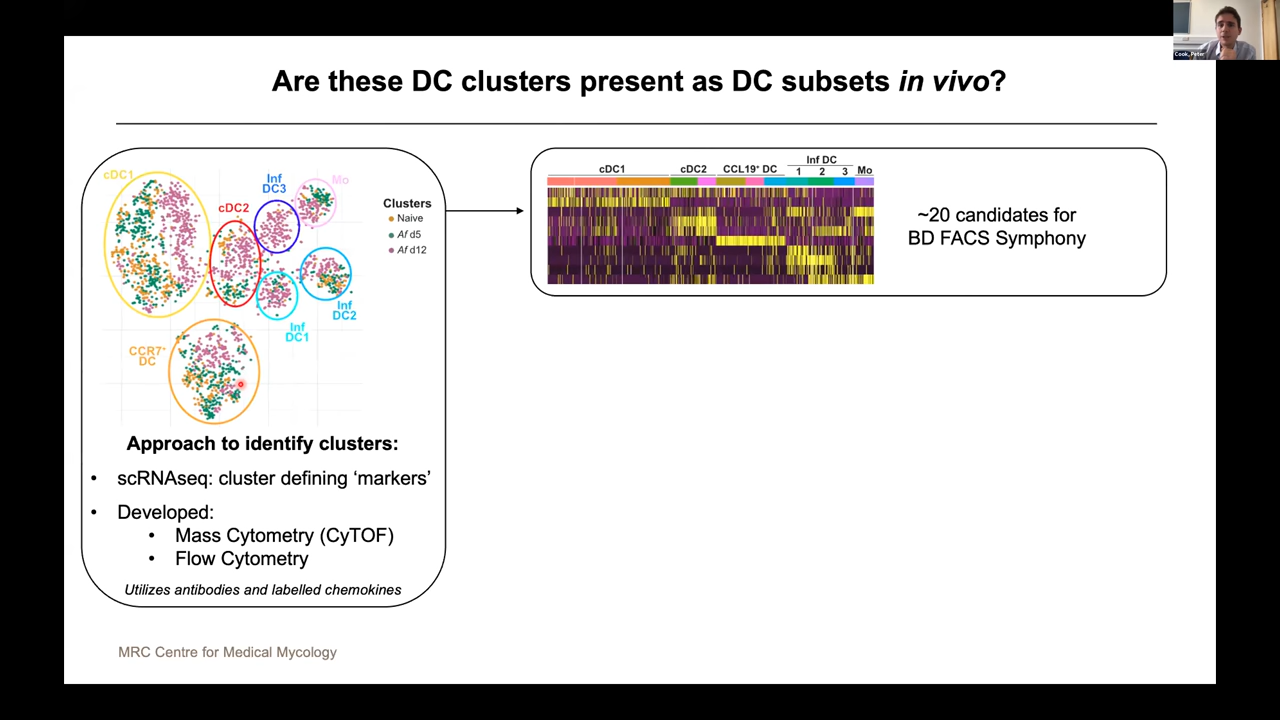 Cook, Peter
Are these DC clusters present as DC subsets in vivo?
cDC1
Inf
DC3
Mo
cDC2
Clusters
Naive
Af d5
Af d12
Inf
DC2
Inf
DC1
CCR7+
DC
Approach to identify clusters:
• scRNAseq: cluster defining ‘markers’
• Developed:
• Mass Cytometry (CyTOF)
• Flow Cytometry
Utilizes antibodies and labelled chemokines
cDC1 cDC2 CCL19+ DC Inf DC Mo
1 2 3
~20 candidates for
BD FACS Symphony
MRC Centre for Medical Mycology